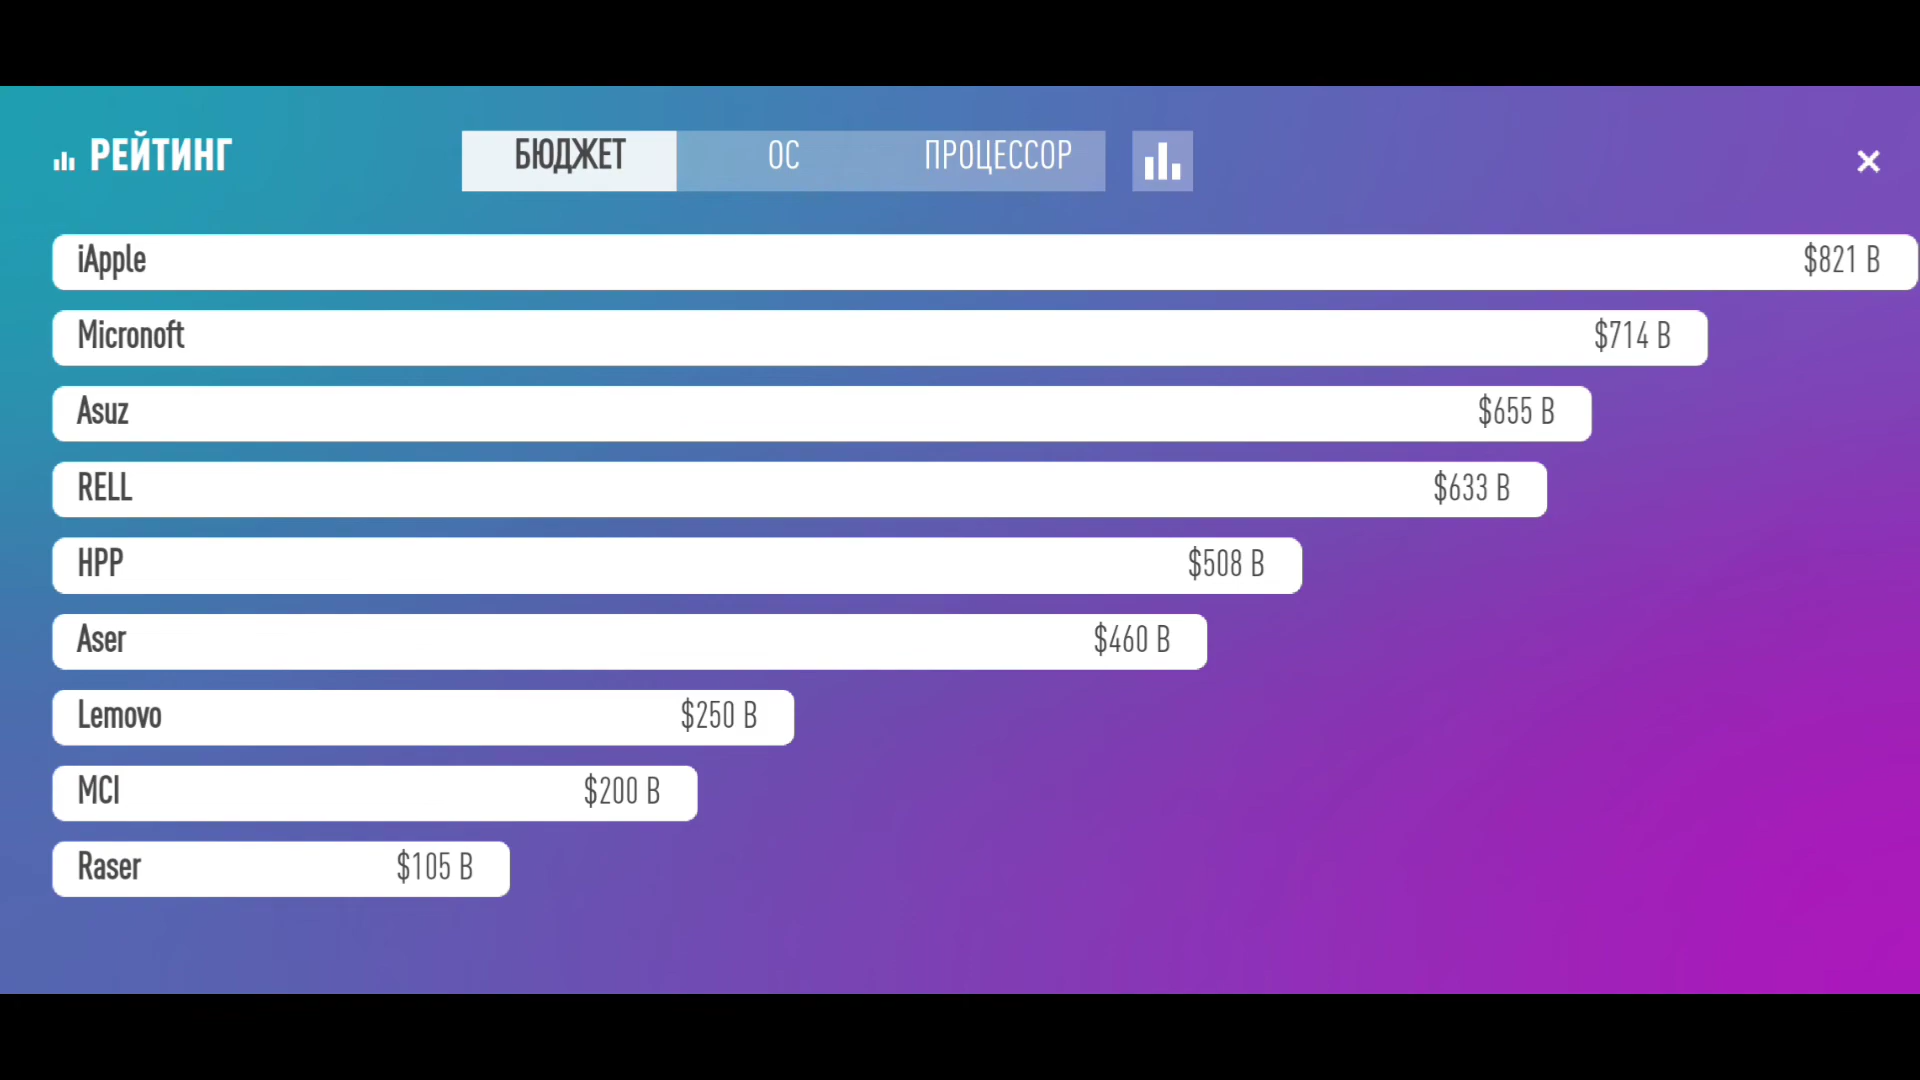 РЕЙТИНГ
БЮДЖЕТ ОС ПРОЦЕССОР
iApple $821 B
Micronoft $714 B
Asuz $655 B
RELL $633 B
HPP $508 B
Aser $460 B
Lemovo $250 B
MCI $200 B
Raser $105 B